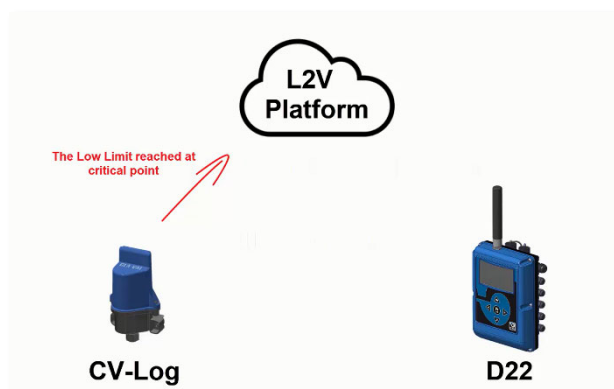 L2V
Platform
The Low Limit reached at
critical point
CV-Log
D22